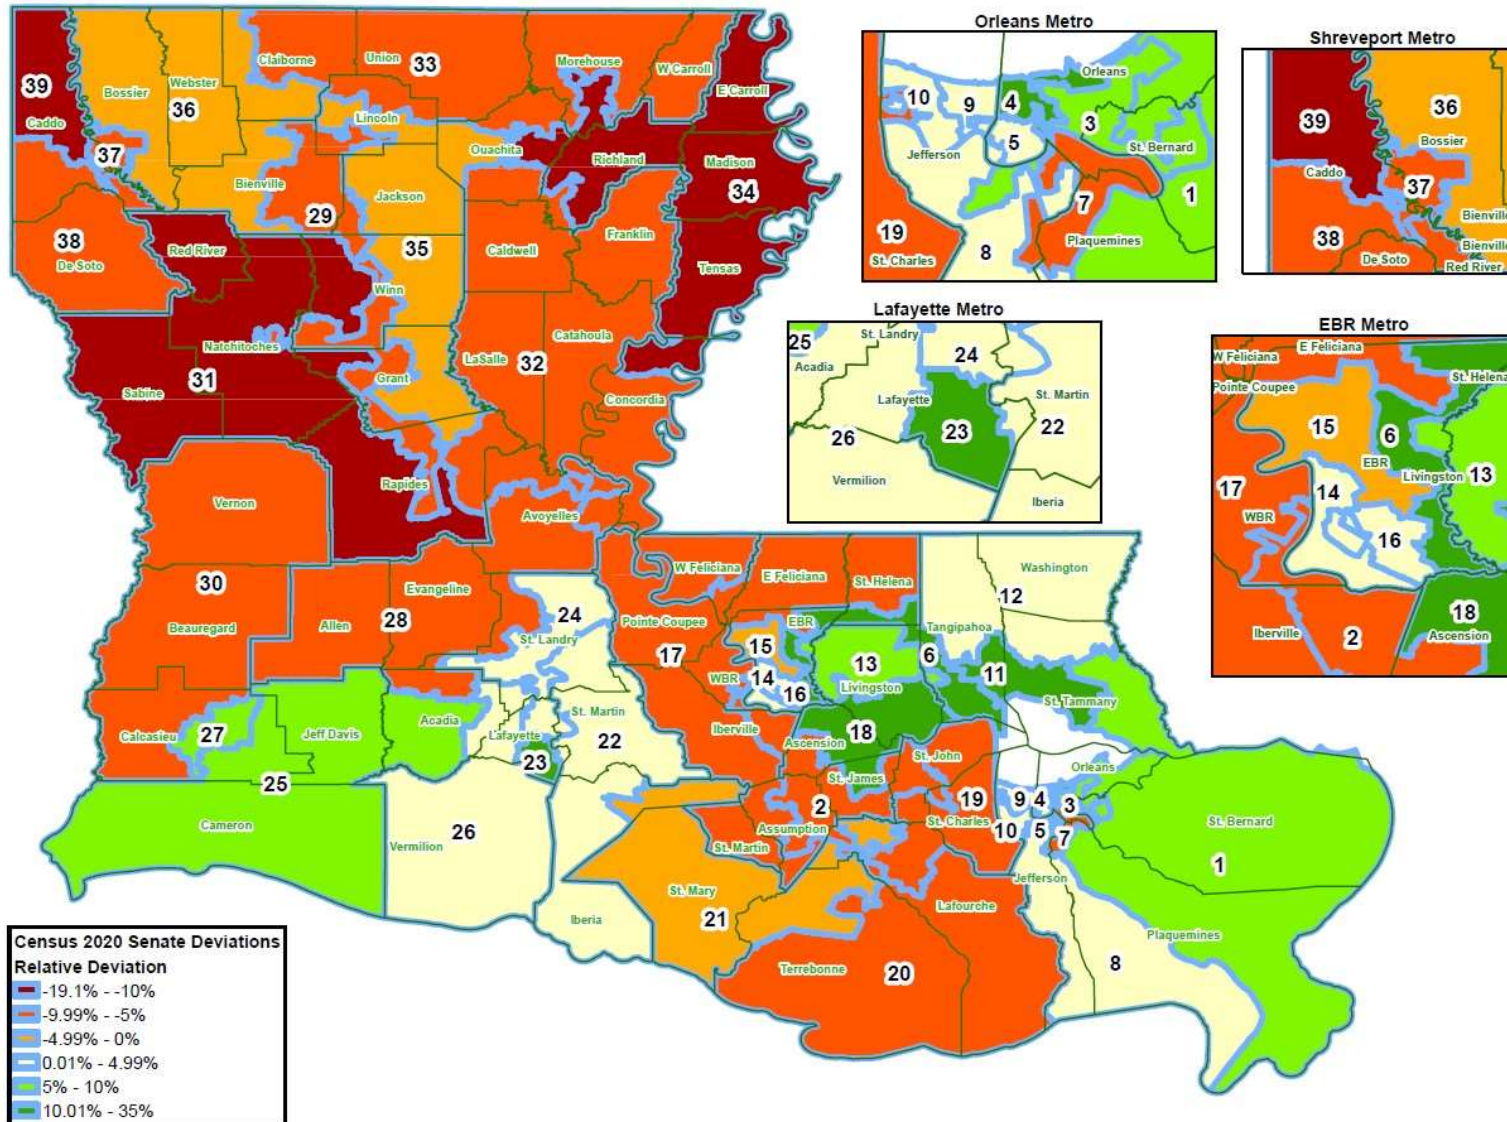 Orleans Metro
Shreveport Metro
Lafayette Metro
EBR Metro
39
Caddo
Bossier
Webster
36
Claiborne
Union
33
Morehouse
W Carroll
E Carroll
37
Lincoln
Ouachita
Richland
Madison
34
Bienville
29
Jackson
38
De Soto
Red River
35
Caldwell
Franklin
Tensas
Winn
Natchitoches
31
Sabine
Grant
LaSalle
32
Catahoula
Concordia
Vernon
Rapides
Avoyelles
30
Beauregard
Allen
28
Evangeline
24
St. Landry
W Feliciana
E Feliciana
St. Helena
Washington
12
Pointe Coupee
17
EBR
15
Tangipahoa
6
WBR
14
16
13
Livingston
11
St. Tammany
Calcasieu
27
Jeff Davis
Acadia
Lafayette
St. Martin
22
23
Iberville
Ascension
18
St. John
25
Cameron
26
Vermilion
St. James
2
Assumption
St. Martin
19
St. Charles
Orleans
9
4
3
10
5
7
St. Bernard
1
Iberia
St. Mary
21
Jefferson
Lafourche
Plaquemines
8
Terrebonne
20
10
9
4
Orleans
3
Jefferson
5
St. Bernard
1
7
19
St. Charles
8
Plaquemines
39
36
Bossier
Caddo
37
Bienville
38
Bienville
De Soto
Red River
25
St. Landry
24
Acadia
Lafayette
St. Martin
23
22
26
Vermilion
Iberia
W Feliciana
E Feliciana
Pointe Coupee
St. Helena
15
6
EBR
Livingston
13
17
14
WBR
16
18
Iberville
2
Ascension
Census 2020 Senate Deviations
Relative Deviation
-19.1% - -10%
-9.99% - -5%
-4.99% - 0%
0.01% - 4.99%
5% - 10%
10.01% - 35%